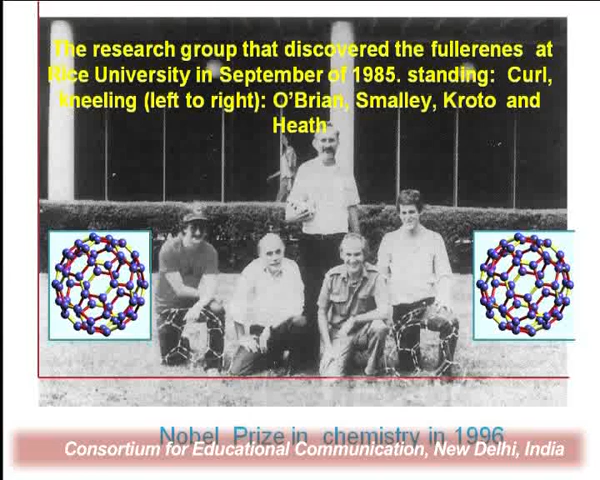 The research group that discovered the fullerenes at
Rice University in September of 1985. standing: Curl,
kneeling (left to right): O'Brian, Smalley, Kroto and
Heath
Nobel Prize in chemistry in 1996
Consortium for Educational Communication, New Delhi, India